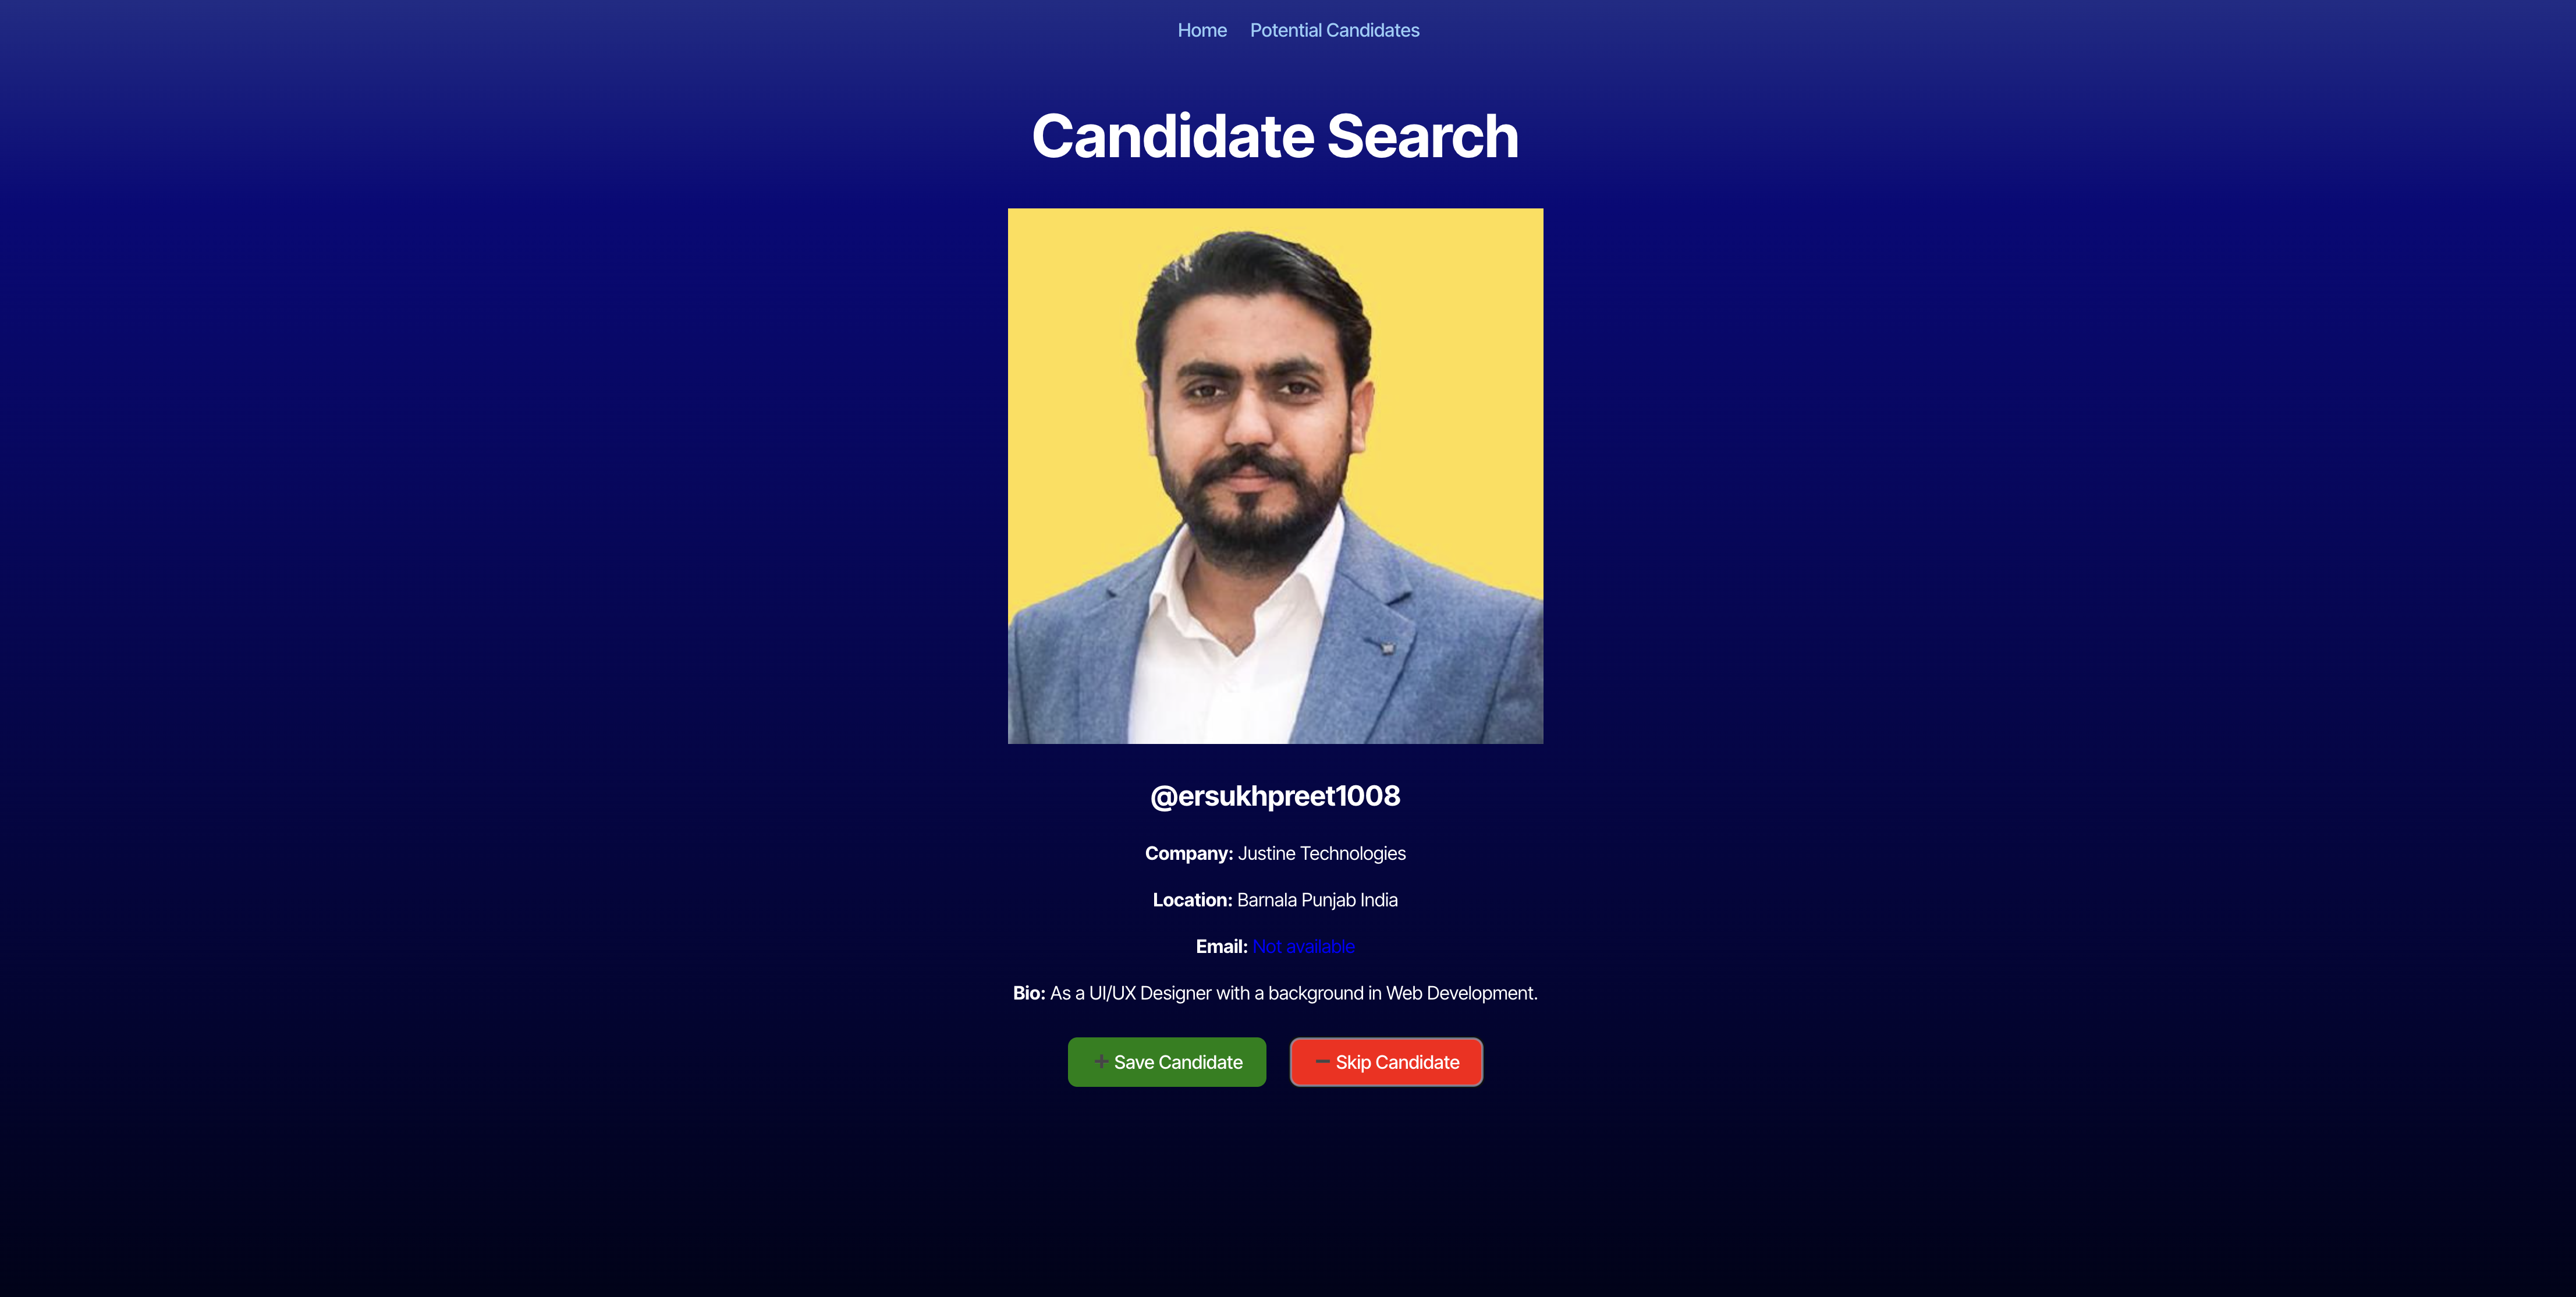 Home Potential Candidates
Candidate Search
@ersukhpreet1008
Company: Justine Technologies
Location: Barnala Punjab India
Email: Not available
Bio: As a UI/UX Designer with a background in Web Development.
+ Save Candidate − Skip Candidate